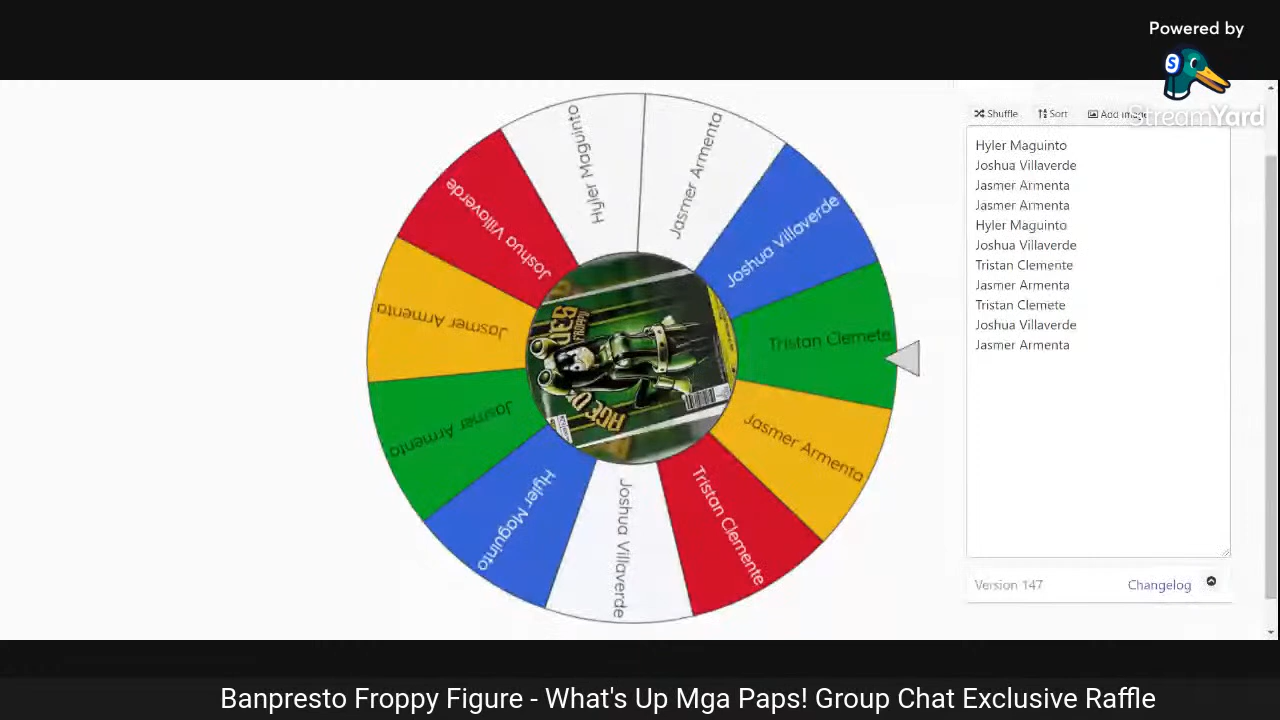 Powered by
StreamYard
Shuffle Sort Add image
Hyler Maguinto
Joshua Villaverde
Jasmer Armenta
Jasmer Armenta
Hyler Maguinto
Joshua Villaverde
Tristan Clemente
Jasmer Armenta
Tristan Clemete
Joshua Villaverde
Jasmer Armenta
Version 147 Changelog
Hyler Maguinto
Jasmer Armenta
Joshua Villaverde
Tristan Clemete
Jasmer Armenta
Tristan Clemente
Joshua Villaverde
Hyler Maguinto
Jasmer Armenta
Jasmer Armenta
Joshua Villaverde
FROPPY
AGE OF
Banpresto Froppy Figure - What's Up Mga Paps! Group Chat Exclusive Raffle